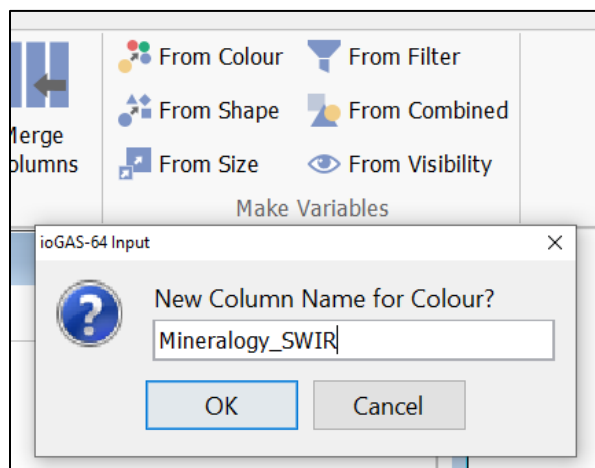 From Colour
From Filter
From Shape
From Combined
Merge
Columns
From Size
From Visibility
Make Variables
ioGAS-64 Input
New Column Name for Colour?
Mineralogy_SWIR
OK
Cancel